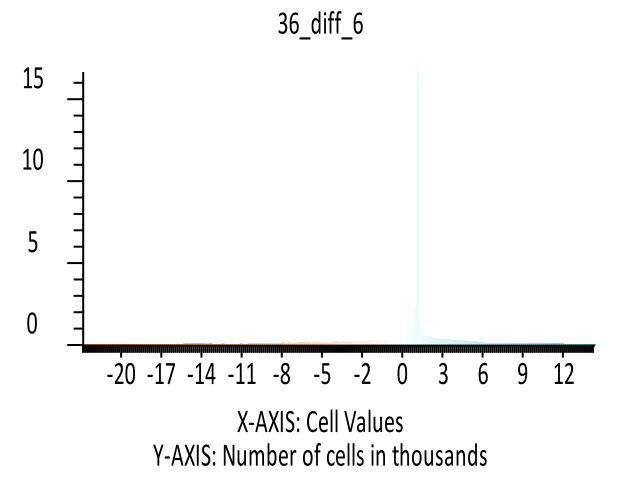 36_diff_6
15
10
5
0
-20 -17 -14 -11 -8 -5 -2 0 3 6 9 12
X-AXIS: Cell Values
Y-AXIS: Number of cells in thousands